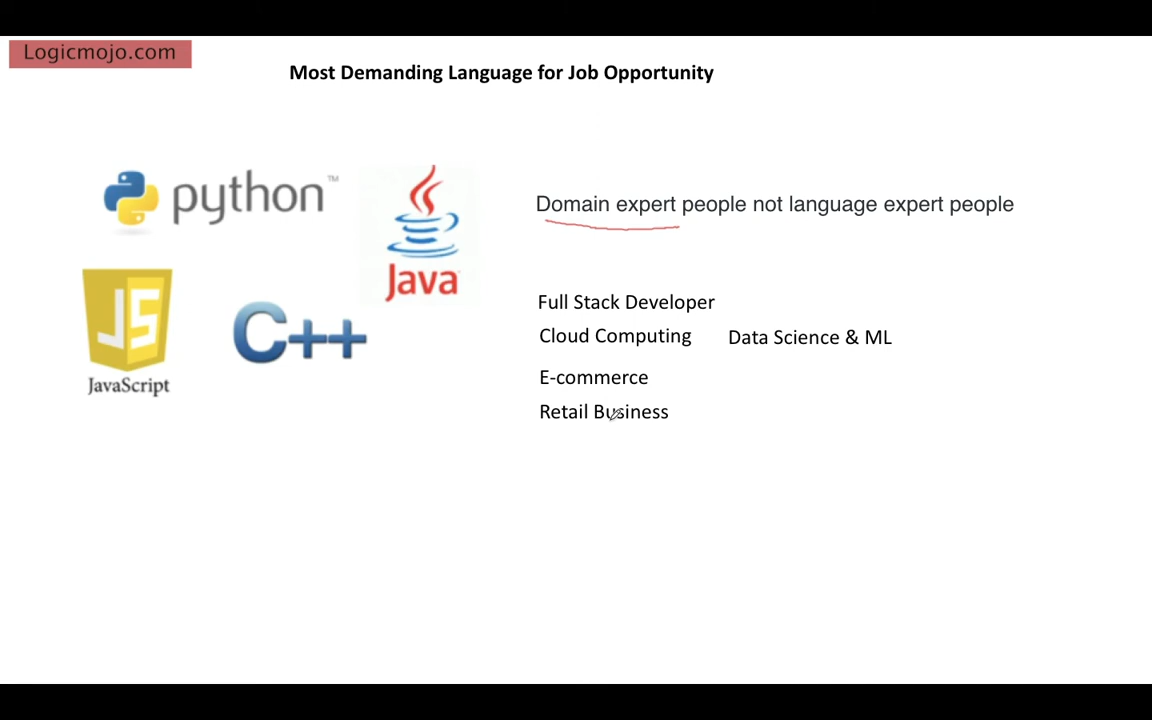 Logicmojo.com
Most Demanding Language for Job Opportunity
python™
Java
JS
JavaScript
C++
Domain expert people not language expert people
Full Stack Developer
Cloud Computing Data Science & ML
E-commerce
Retail Business